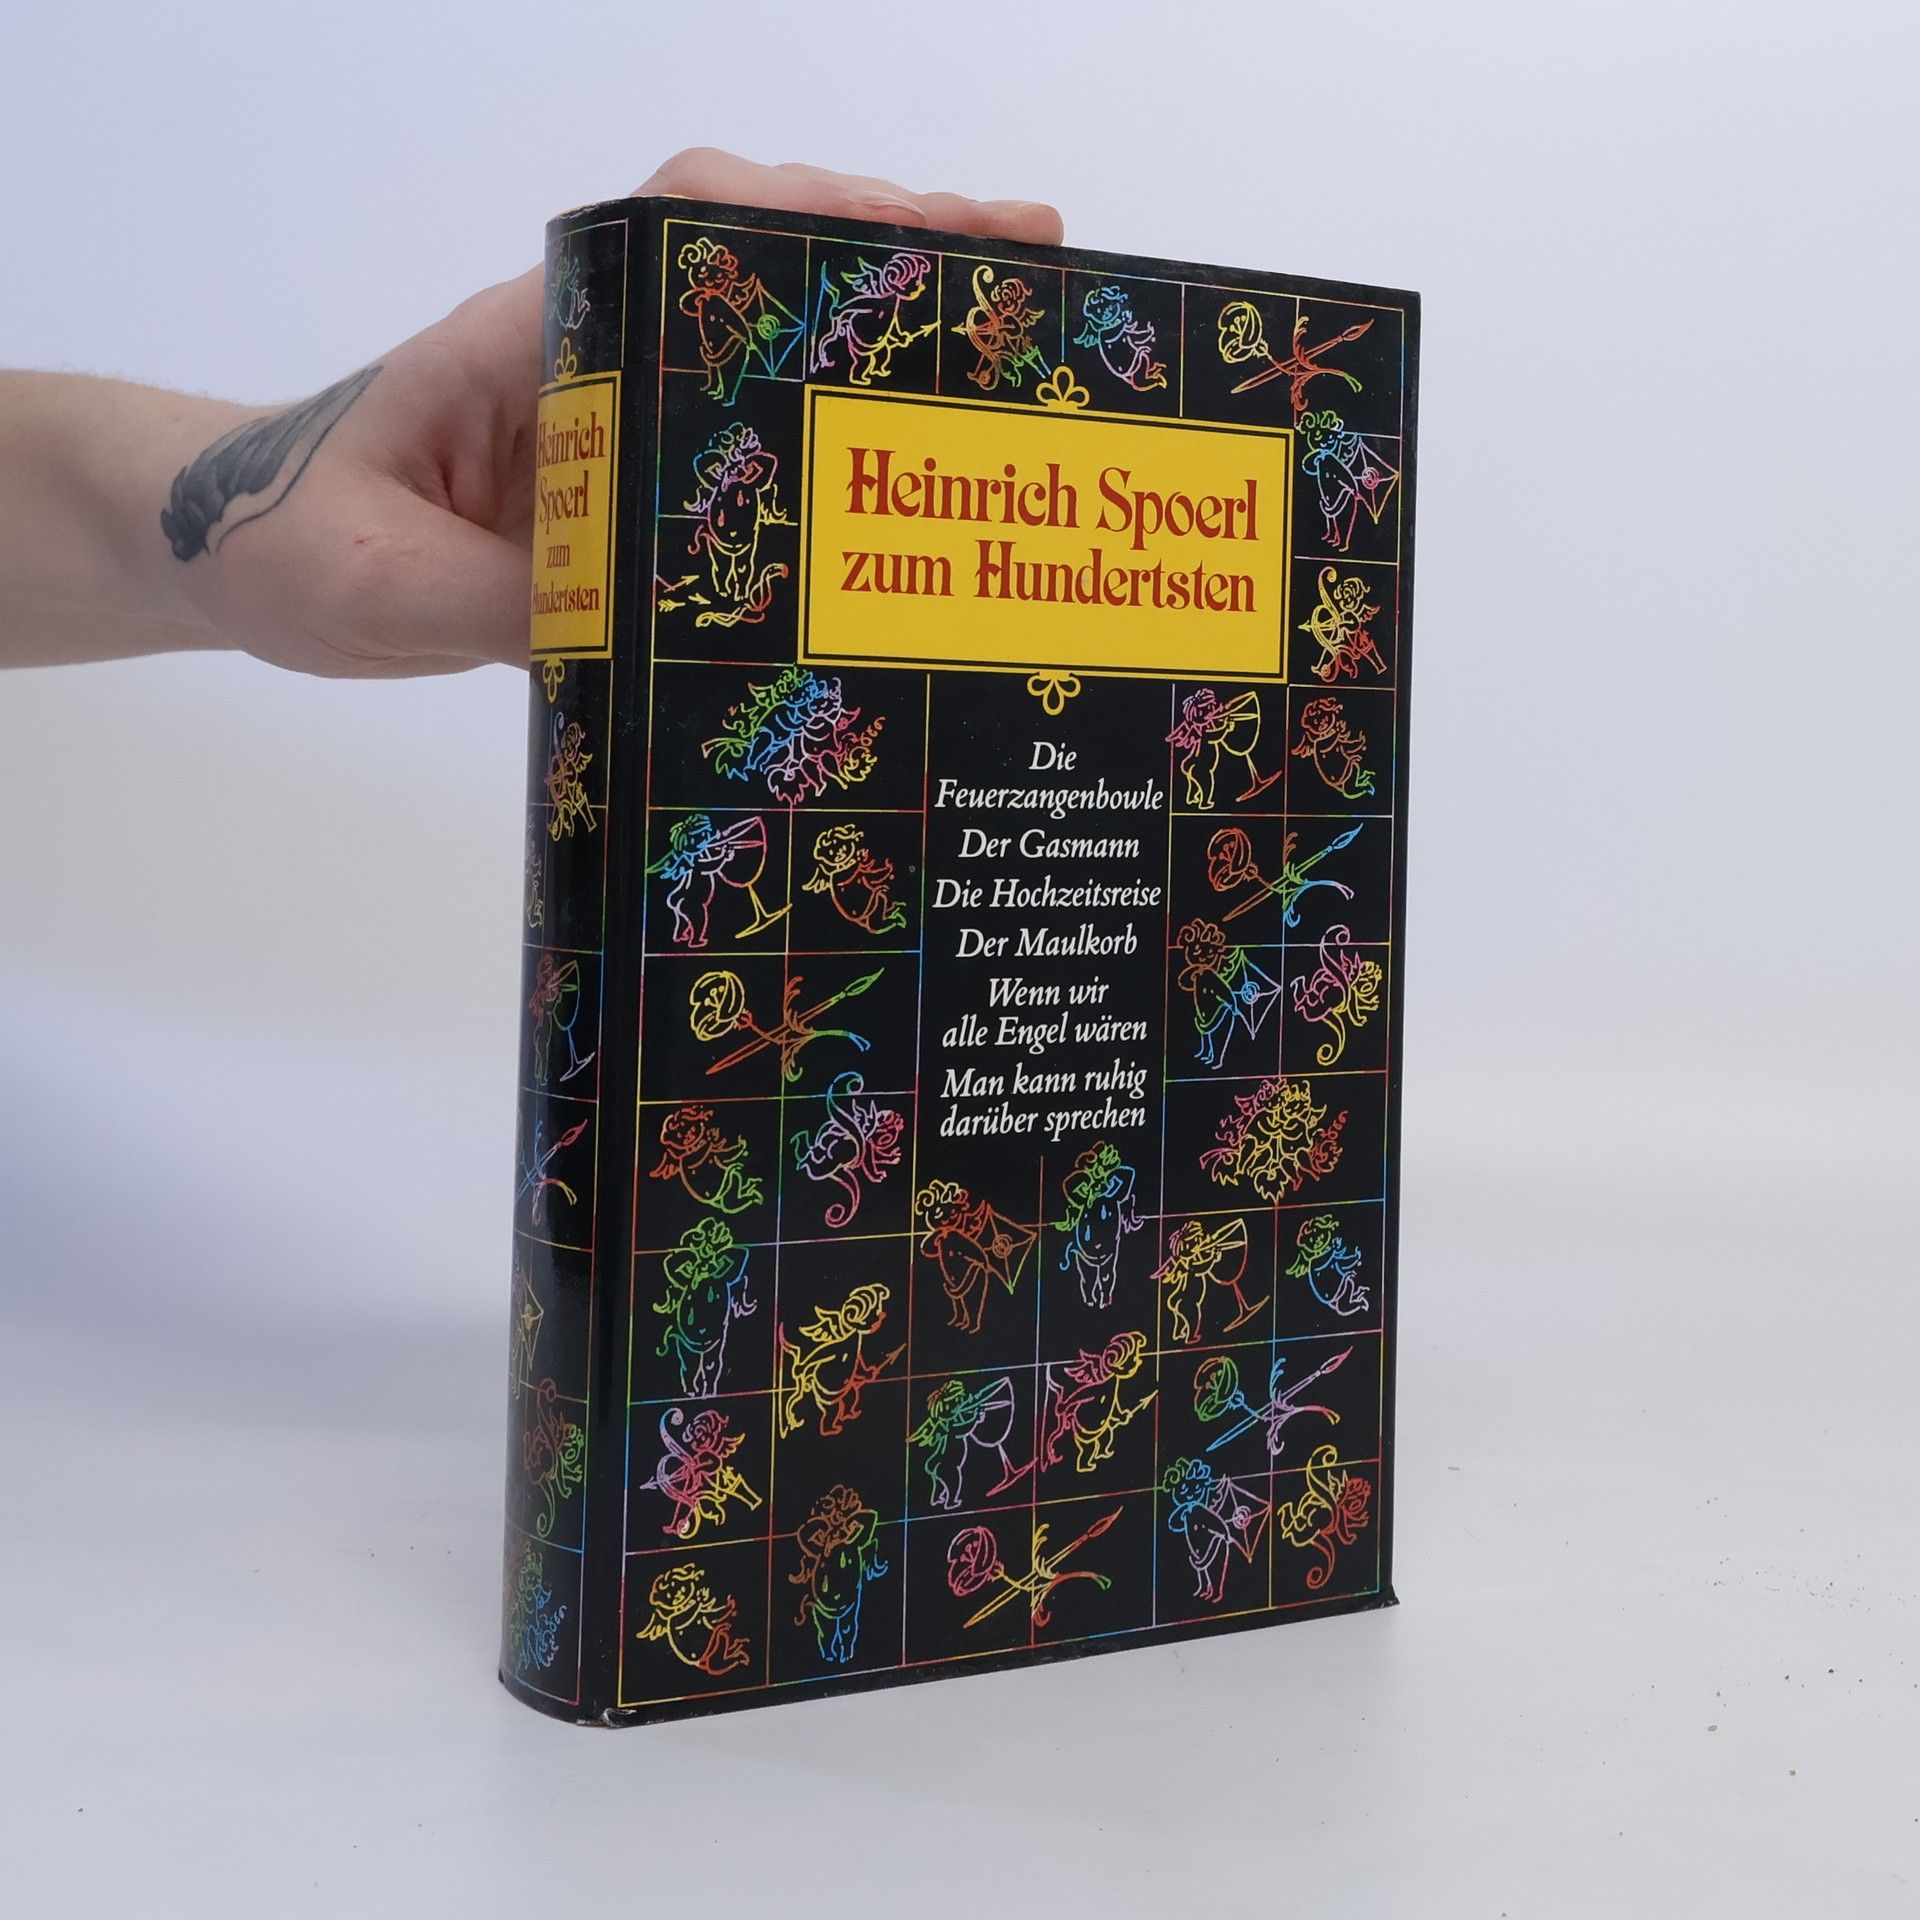 Heinrich
Spoerl
zum
Hundertsten
Heinrich Spoerl
zum Hundertsten
Die
Feuerzangenbowle
Der Gasmann
Die Hochzeitsreise
Der Maulkorb
Wenn wir
alle Engel wären
Man kann ruhig
darüber sprechen